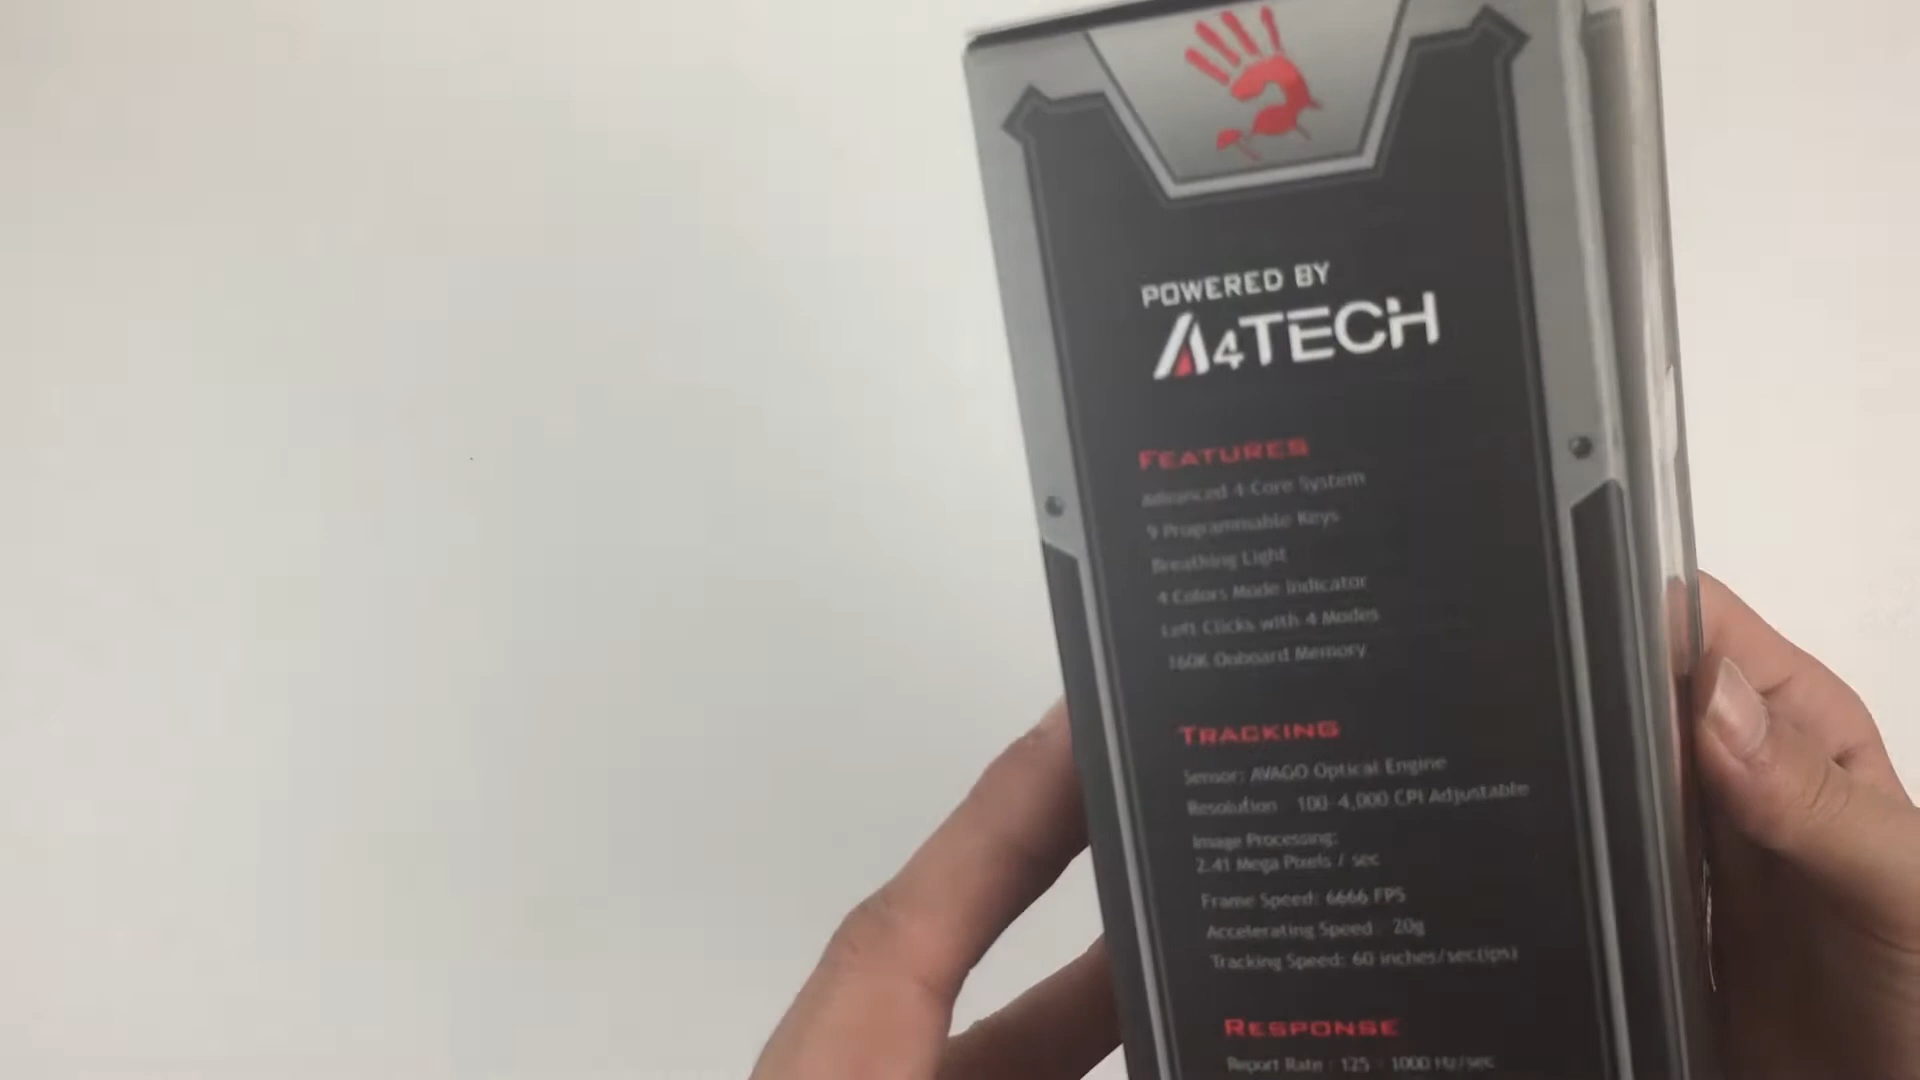 POWERED BY
A4TECH
FEATURES
Advanced 4-Core System
9 Programmable Keys
Breathing Light
4 Colors Mode Indicator
Left Clicks with 4 Modes
160K Onboard Memory
TRACKING
Sensor: AVAGO Optical Engine
Resolution : 100-4,000 CPI Adjustable
Image Processing:
2.41 Mega Pixels / sec
Frame Speed: 6666 FPS
Accelerating Speed : 20g
Tracking Speed: 60 inches/sec(ips)
RESPONSE
Report Rate : 125 - 1000 Hz/sec